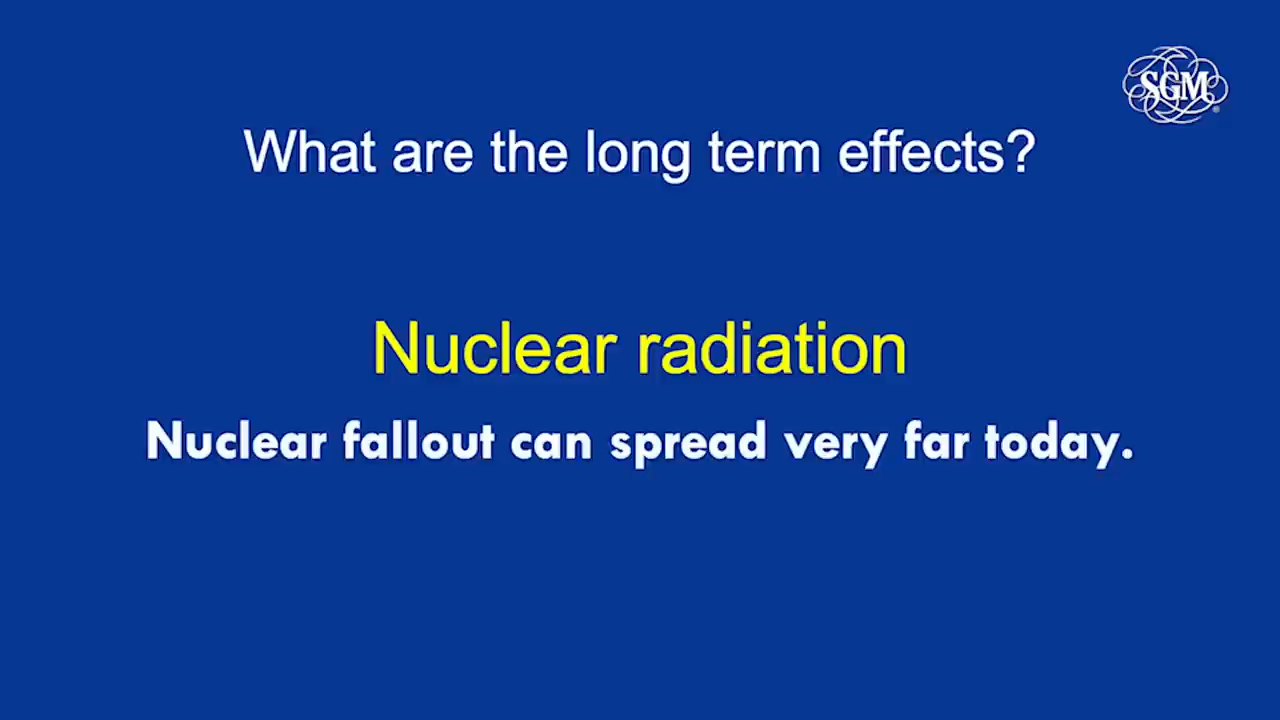 SGM
What are the long term effects?
Nuclear radiation
Nuclear fallout can spread very far today.